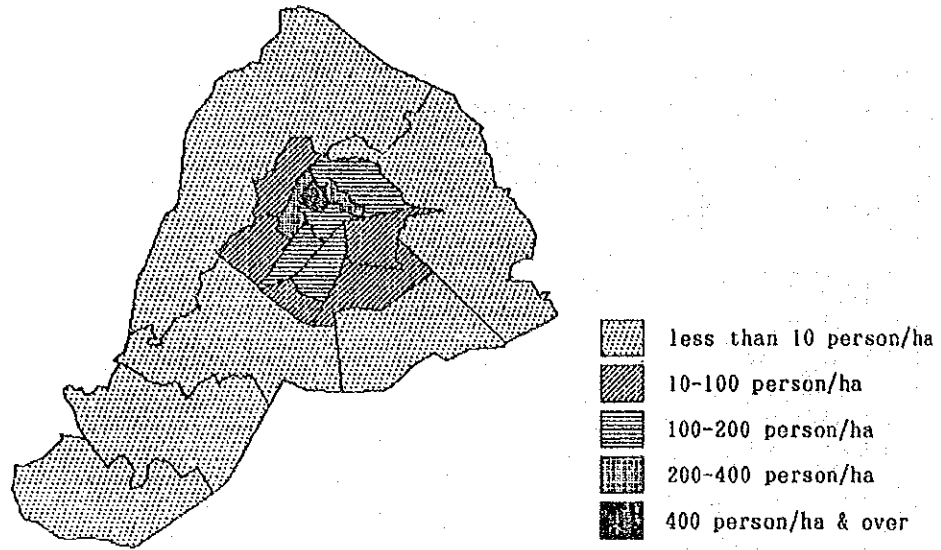 less than 10 person/ha
10-100 person/ha
100-200 person/ha
200-400 person/ha
400 person/ha & over